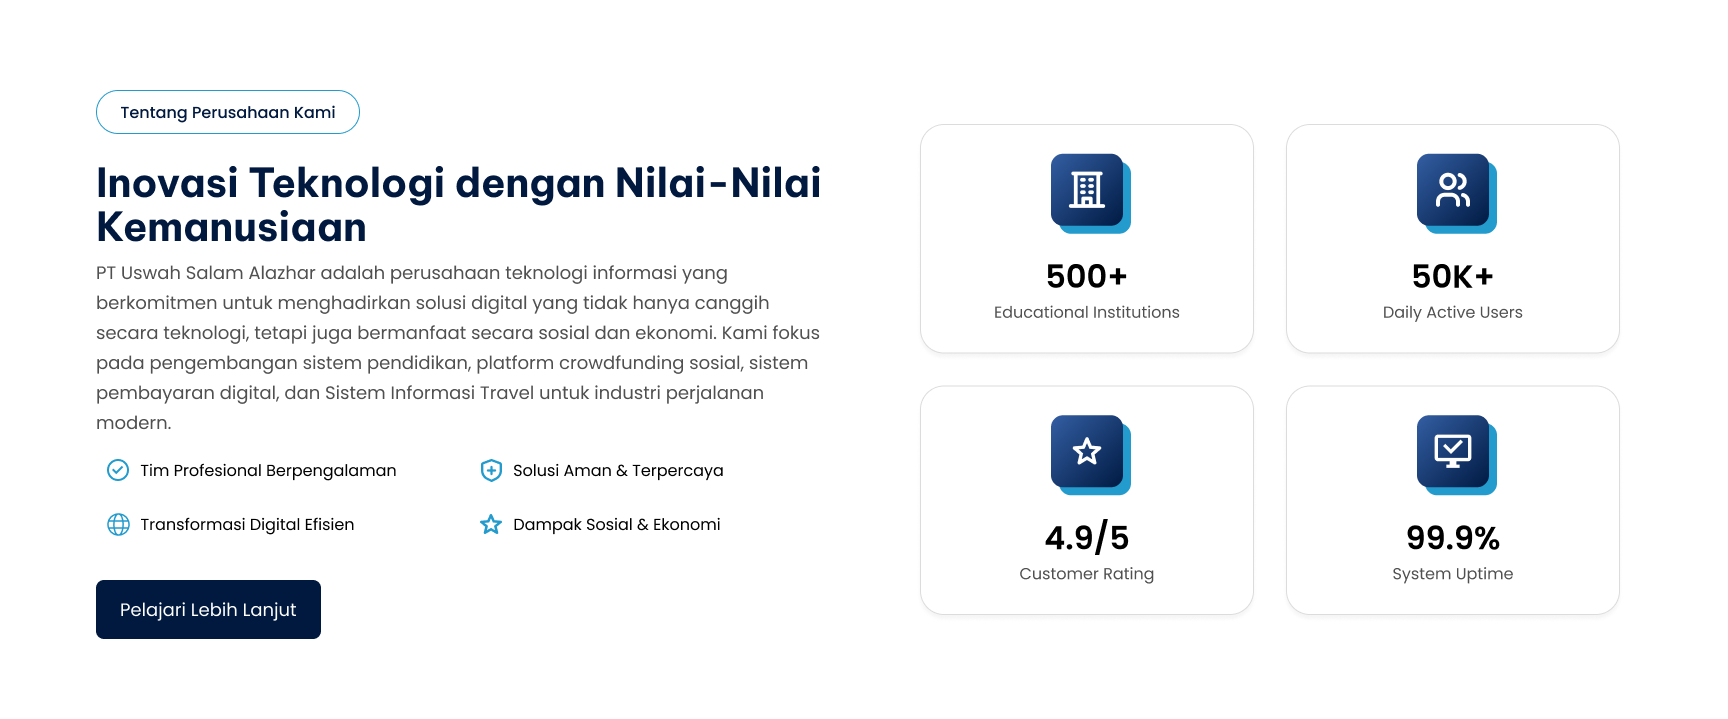 Tentang Perusahaan Kami
Inovasi Teknologi dengan Nilai-Nilai
Kemanusiaan
PT Uswah Salam Alazhar adalah perusahaan teknologi informasi yang
berkomitmen untuk menghadirkan solusi digital yang tidak hanya canggih
secara teknologi, tetapi juga bermanfaat secara sosial dan ekonomi. Kami fokus
pada pengembangan sistem pendidikan, platform crowdfunding sosial, sistem
pembayaran digital, dan Sistem Informasi Travel untuk industri perjalanan
modern.
Tim Profesional Berpengalaman
Solusi Aman & Terpercaya
Transformasi Digital Efisien
Dampak Sosial & Ekonomi
Pelajari Lebih Lanjut
500+
Educational Institutions
50K+
Daily Active Users
4.9/5
Customer Rating
99.9%
System Uptime